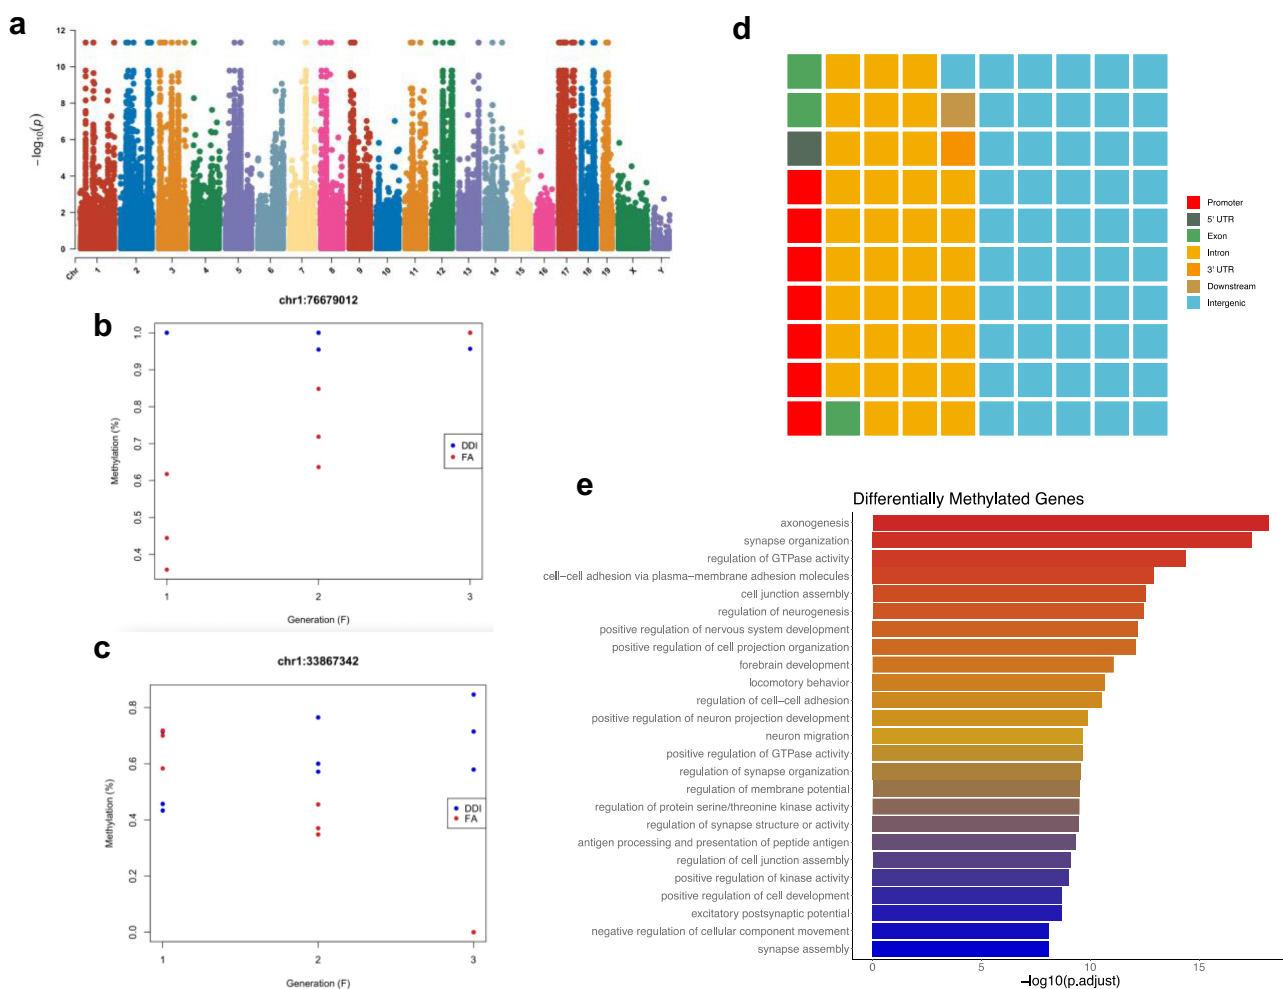 a
12
10
8
6
4
2
0
−log₁₀(p)
Chr
1
2
3
4
5
6
7
8
9
10
11
12
13
14
15
16
17
18
19
X
Y
b
chr1:76679012
1.0
0.9
0.8
0.7
0.6
0.5
0.4
Methylation (%)
DDI
FA
1
2
3
Generation (F)
c
chr1:33867342
0.8
0.6
0.4
0.2
0.0
Methylation (%)
DDI
FA
1
2
3
Generation (F)
d
Promoter
5' UTR
Exon
Intron
3' UTR
Downstream
Intergenic
e
Differentially Methylated Genes
axonogenesis
synapse organization
regulation of GTPase activity
cell−cell adhesion via plasma−membrane adhesion molecules
cell junction assembly
regulation of neurogenesis
positive regulation of nervous system development
positive regulation of cell projection organization
forebrain development
locomotory behavior
regulation of cell−cell adhesion
positive regulation of neuron projection development
neuron migration
positive regulation of GTPase activity
regulation of synapse organization
regulation of membrane potential
regulation of protein serine/threonine kinase activity
regulation of synapse structure or activity
antigen processing and presentation of peptide antigen
regulation of cell junction assembly
positive regulation of kinase activity
positive regulation of cell development
excitatory postsynaptic potential
negative regulation of cellular component movement
synapse assembly
0
5
10
15
−log10(p.adjust)